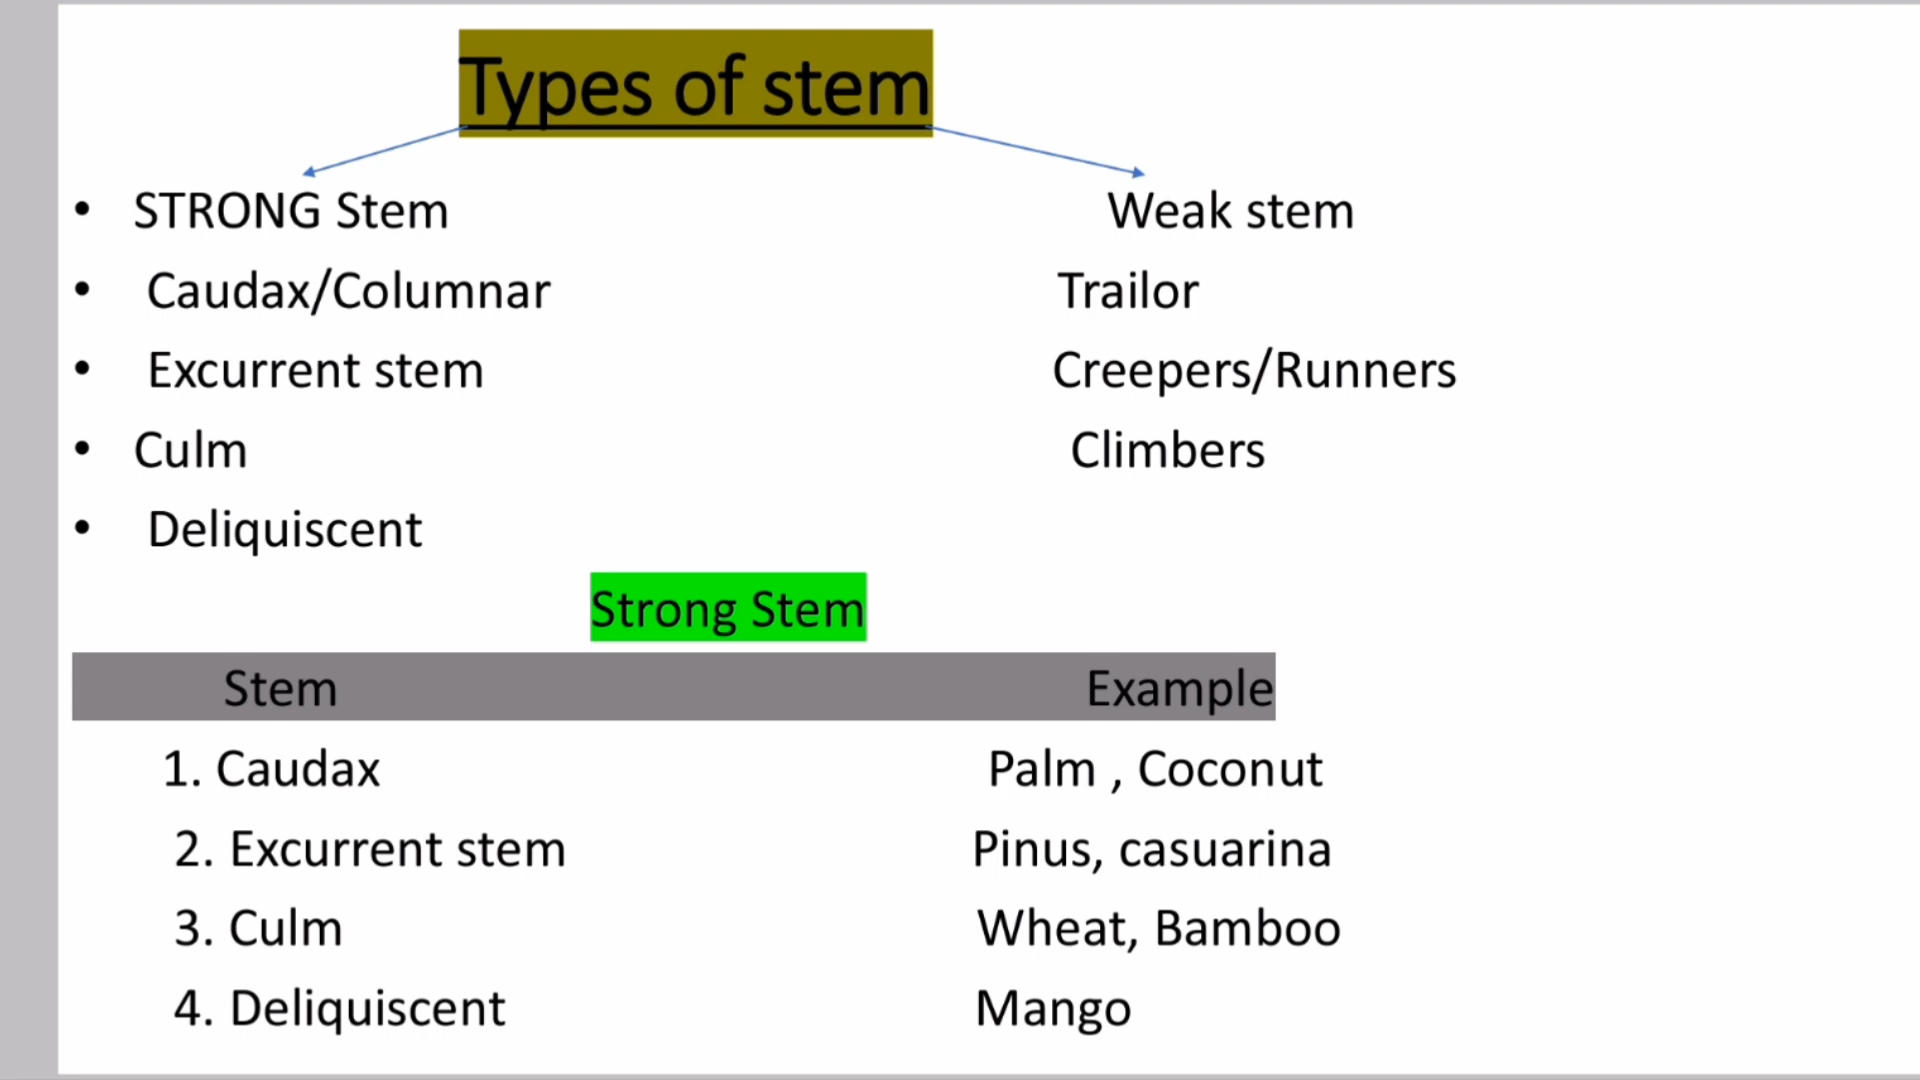 Types of stem
• STRONG Stem Weak stem
• Caudax/Columnar Trailor
• Excurrent stem Creepers/Runners
• Culm Climbers
• Deliquiscent
Strong Stem
Stem Example
1. Caudax Palm , Coconut
2. Excurrent stem Pinus, casuarina
3. Culm Wheat, Bamboo
4. Deliquiscent Mango